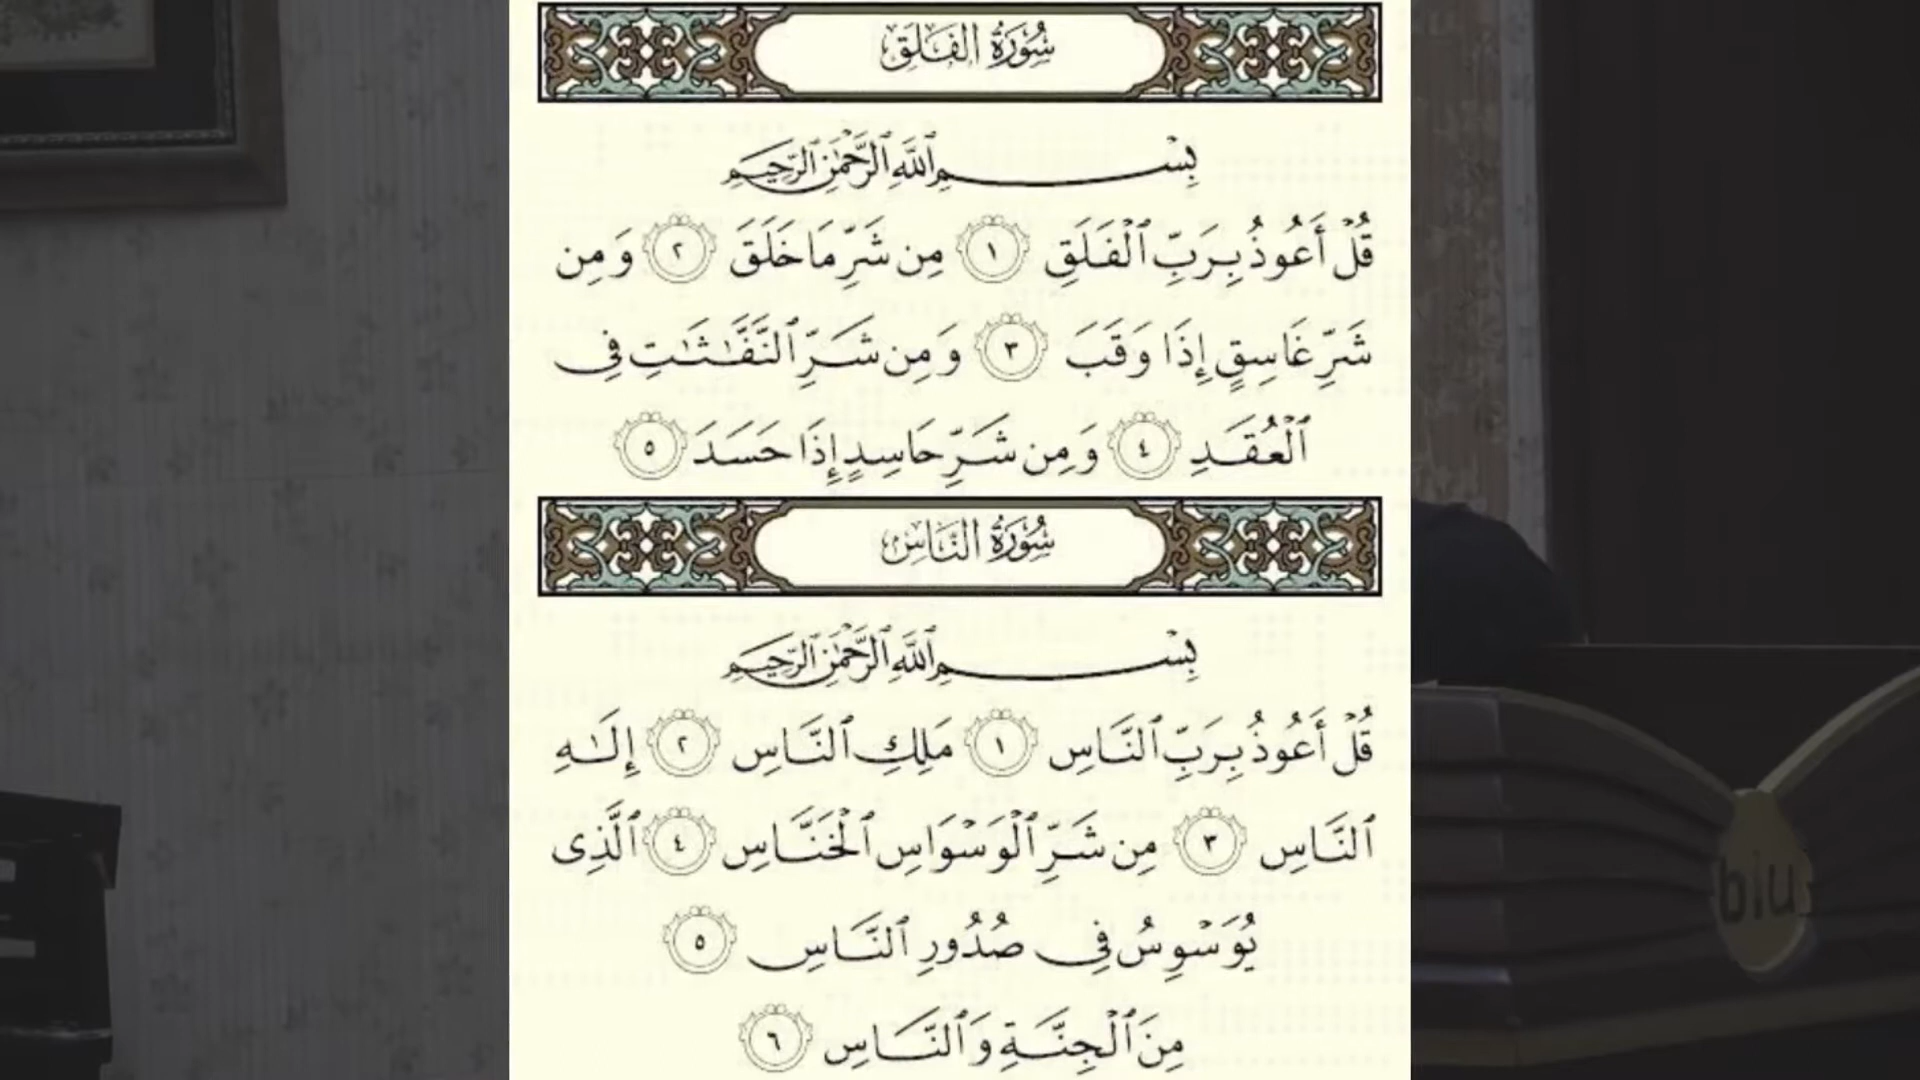 سُورَةُ الفَلَقِ
بِسْمِ ٱللَّهِ ٱلرَّحْمَٰنِ ٱلرَّحِيمِ
قُلْ أَعُوذُ بِرَبِّ ٱلْفَلَقِ ١ مِن شَرِّ مَا خَلَقَ ٢ وَمِن
شَرِّ غَاسِقٍ إِذَا وَقَبَ ٣ وَمِن شَرِّ ٱلنَّفَّٰثَٰتِ فِى
ٱلْعُقَدِ ٤ وَمِن شَرِّ حَاسِدٍ إِذَا حَسَدَ ٥
سُورَةُ النَّاسِ
بِسْمِ ٱللَّهِ ٱلرَّحْمَٰنِ ٱلرَّحِيمِ
قُلْ أَعُوذُ بِرَبِّ ٱلنَّاسِ ١ مَلِكِ ٱلنَّاسِ ٢ إِلَٰهِ
ٱلنَّاسِ ٣ مِن شَرِّ ٱلْوَسْوَاسِ ٱلْخَنَّاسِ ٤ ٱلَّذِى
يُوَسْوِسُ فِى صُدُورِ ٱلنَّاسِ ٥
مِنَ ٱلْجِنَّةِ وَٱلنَّاسِ ٦
blu